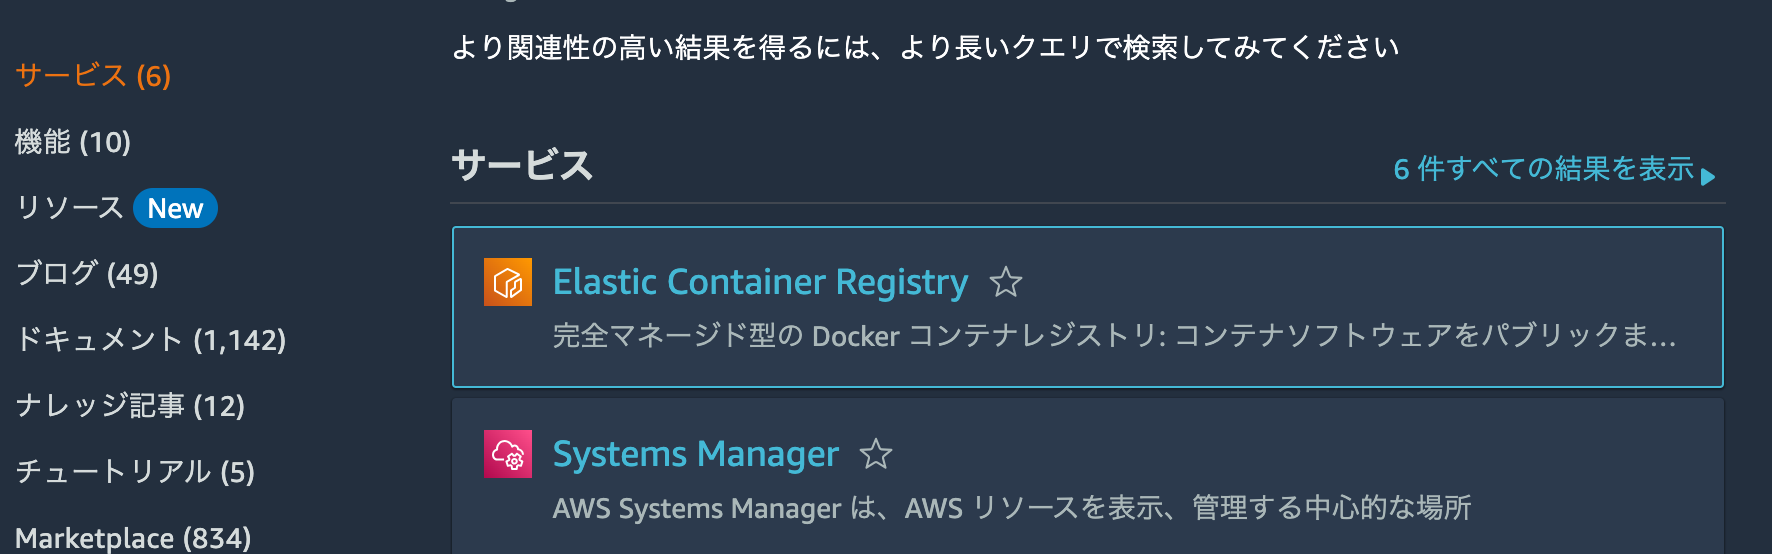 より関連性の高い結果を得るには、より長いクエリで検索してみてください
サービス (6)
機能 (10)
リソース New
ブログ (49)
ドキュメント (1,142)
ナレッジ記事 (12)
チュートリアル (5)
Marketplace (834)
サービス
6 件すべての結果を表示
Elastic Container Registry
完全マネージド型の Docker コンテナレジストリ: コンテナソフトウェアをパブリックま...
Systems Manager
AWS Systems Manager は、AWS リソースを表示、管理する中心的な場所